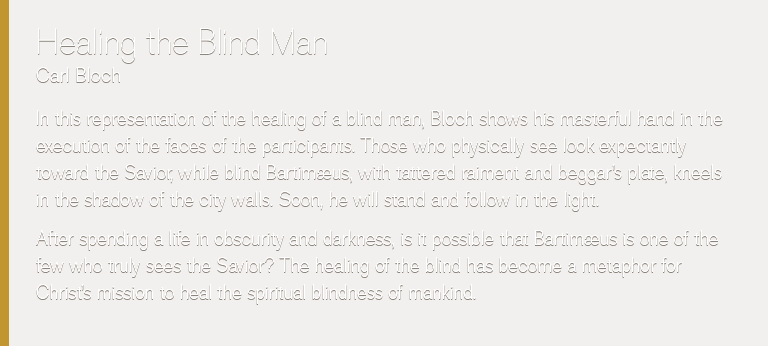 Healing the Blind Man
Carl Bloch
In this representation of the healing of a blind man, Bloch shows his masterful hand in the
execution of the faces of the participants. Those who physically see look expectantly
toward the Savior, while blind Bartimæus, with tattered raiment and beggar's plate, kneels
in the shadow of the city walls. Soon, he will stand and follow in the light.
After spending a life in obscurity and darkness, is it possible that Bartimæus is one of the
few who truly sees the Savior? The healing of the blind has become a metaphor for
Christ's mission to heal the spiritual blindness of mankind.